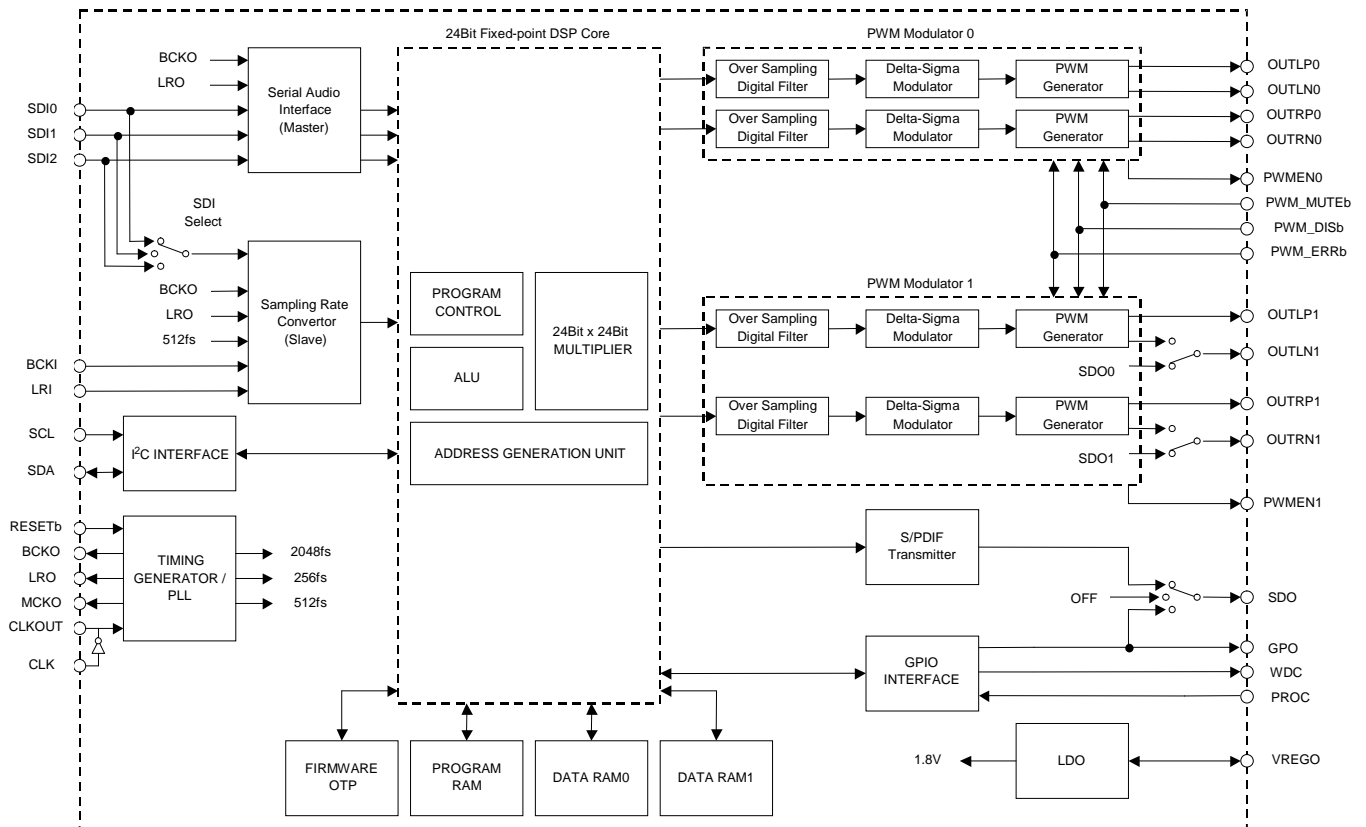 24Bit Fixed-point DSP Core
PWM Modulator 0
BCKO
LRO
SDI0
SDI1
SDI2
Serial Audio
Interface
(Master)
SDI
Select
BCKO
LRO
512fs
BCKI
LRI
Sampling Rate
Convertor
(Slave)
SCL
SDA
I²C INTERFACE
RESETb
BCKO
LRO
MCKO
CLKOUT
CLK
TIMING
GENERATOR /
PLL
2048fs
256fs
512fs
PROGRAM
CONTROL
ALU
24Bit x 24Bit
MULTIPLIER
ADDRESS GENERATION UNIT
FIRMWARE
OTP
PROGRAM
RAM
DATA RAM0
DATA RAM1
Over Sampling
Digital Filter
Delta-Sigma
Modulator
PWM
Generator
Over Sampling
Digital Filter
Delta-Sigma
Modulator
PWM
Generator
OUTLP0
OUTLN0
OUTRP0
OUTRN0
PWMEN0
PWM_MUTEb
PWM_DISb
PWM_ERRb
PWM Modulator 1
Over Sampling
Digital Filter
Delta-Sigma
Modulator
PWM
Generator
SDO0
Over Sampling
Digital Filter
Delta-Sigma
Modulator
PWM
Generator
SDO1
OUTLP1
OUTLN1
OUTRP1
OUTRN1
PWMEN1
S/PDIF
Transmitter
OFF
SDO
GPIO
INTERFACE
GPO
WDC
PROC
1.8V
LDO
VREGO